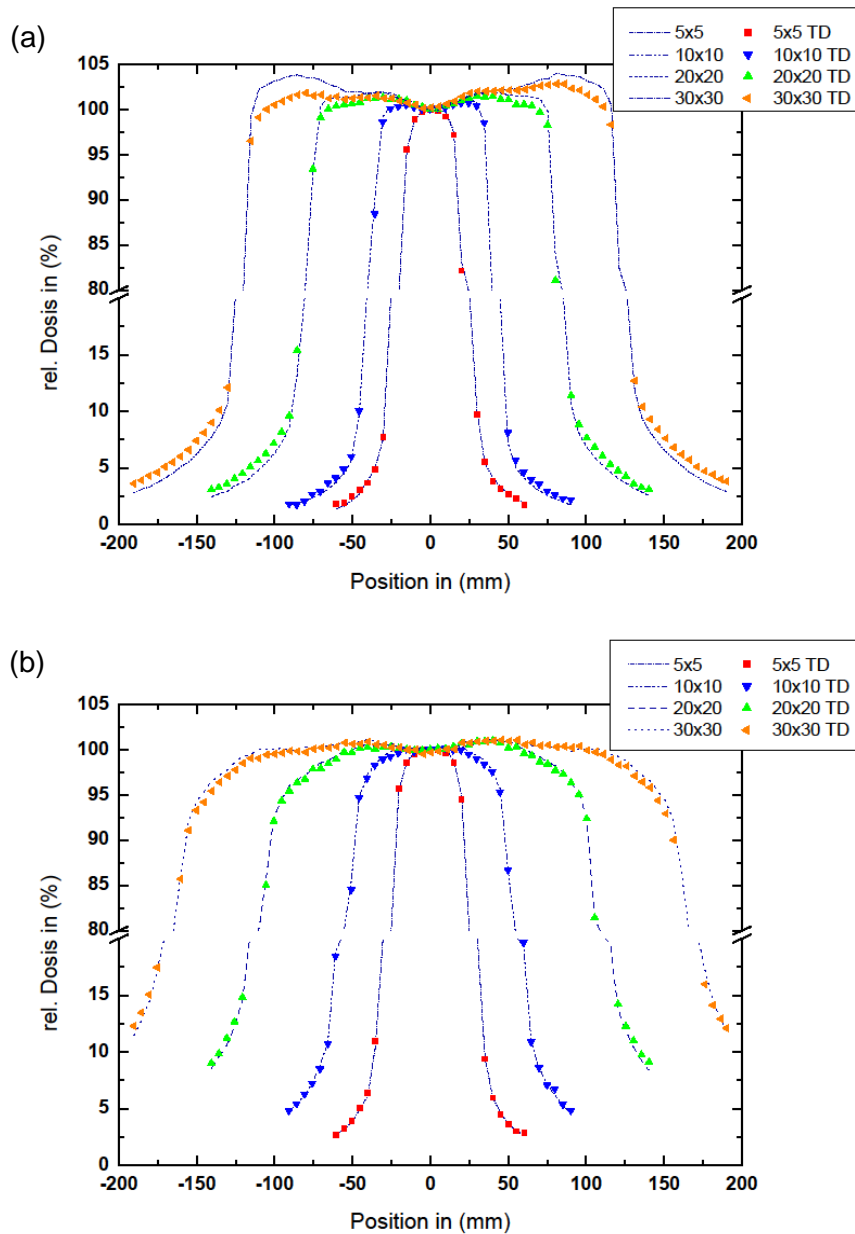 (a)
5x5 5x5 TD
10x10 10x10 TD
20x20 20x20 TD
30x30 30x30 TD
105
100
95
90
85
80
15
10
5
0
rel. Dosis in (%)
-200 -150 -100 -50 0 50 100 150 200
Position in (mm)
(b)
5x5 5x5 TD
10x10 10x10 TD
20x20 20x20 TD
30x30 30x30 TD
105
100
95
90
85
80
15
10
5
0
rel. Dosis in (%)
-200 -150 -100 -50 0 50 100 150 200
Position in (mm)